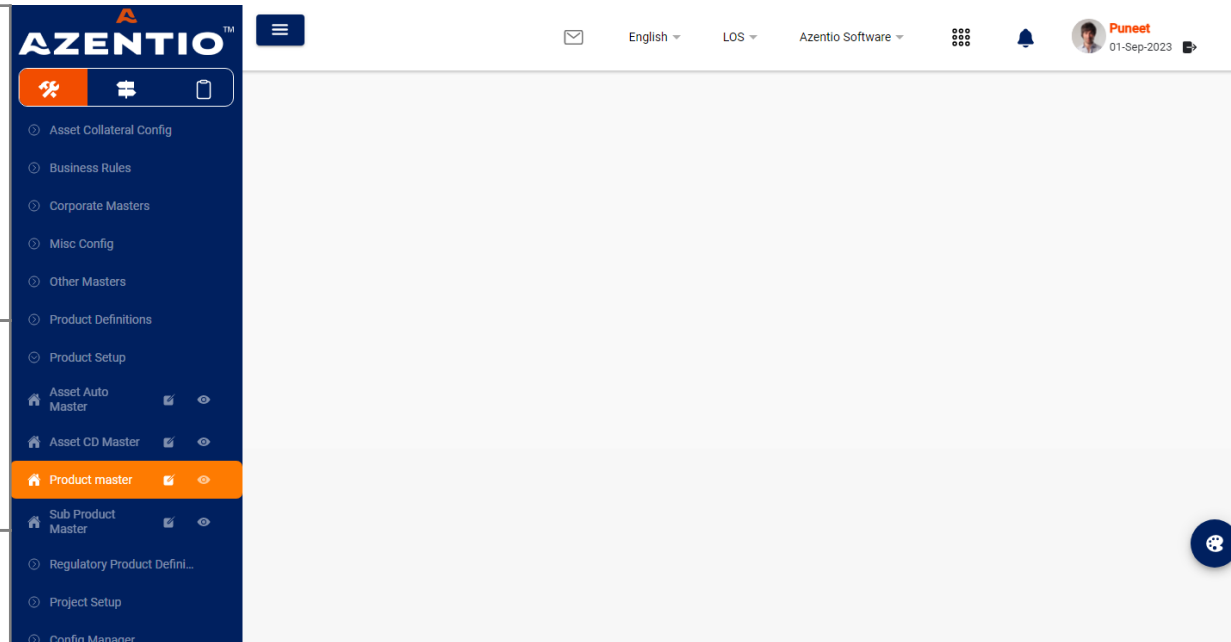 AZENTIO™
English
LOS
Azentio Software
Puneet
01-Sep-2023
Asset Collateral Config
Business Rules
Corporate Masters
Misc Config
Other Masters
Product Definitions
Product Setup
Asset Auto
Master
Asset CD Master
Product master
Sub Product
Master
Regulatory Product Defini...
Project Setup
Config Manager